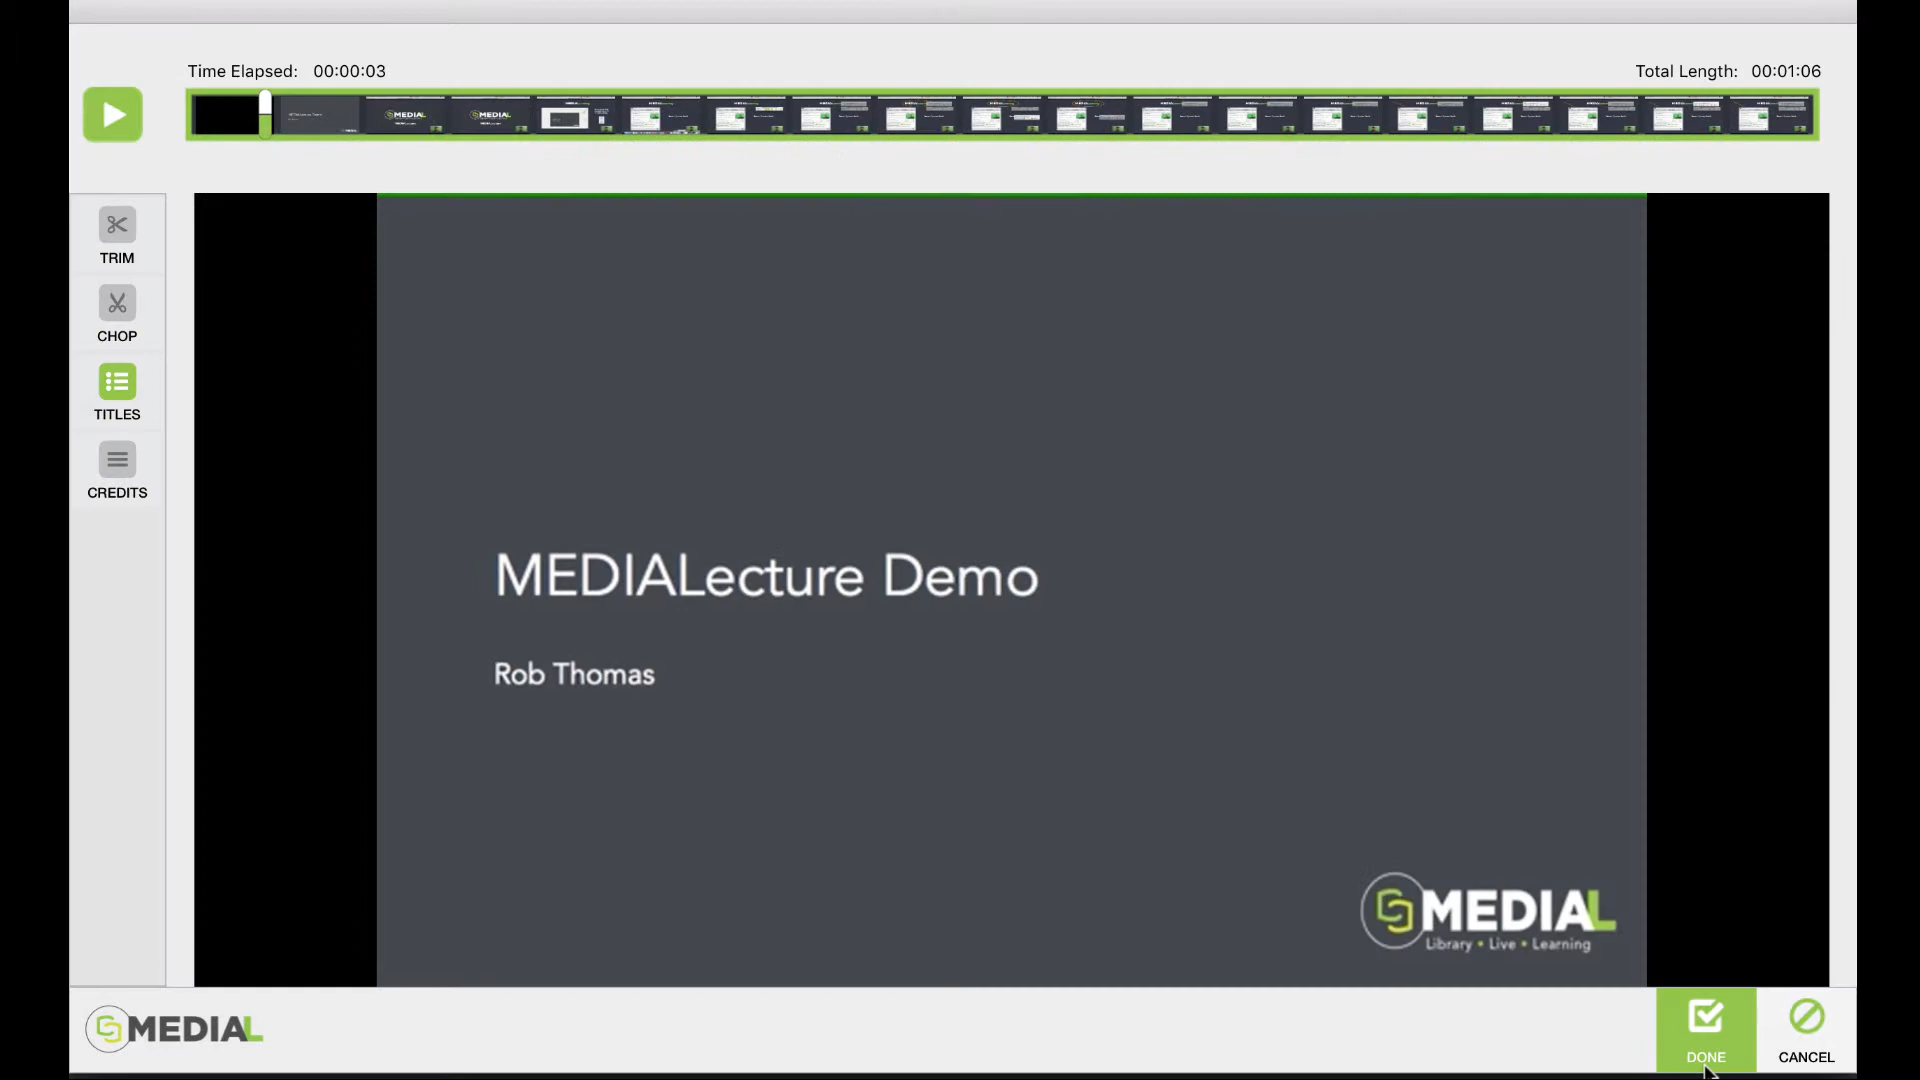 Time Elapsed: 00:00:03
Total Length: 00:01:06
TRIM
CHOP
TITLES
CREDITS
MEDIALecture Demo
Rob Thomas
MEDIAL
Library • Live • Learning
MEDIAL
DONE
CANCEL